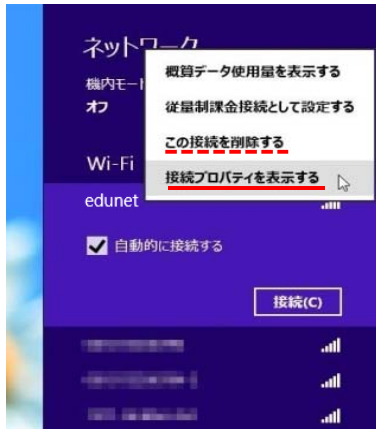 ネットワーク
機内モード
オフ
概算データ使用量を表示する
従量制課金接続として設定する
この接続を削除する
接続プロパティを表示する
Wi-Fi
edunet
自動的に接続する
接続(C)